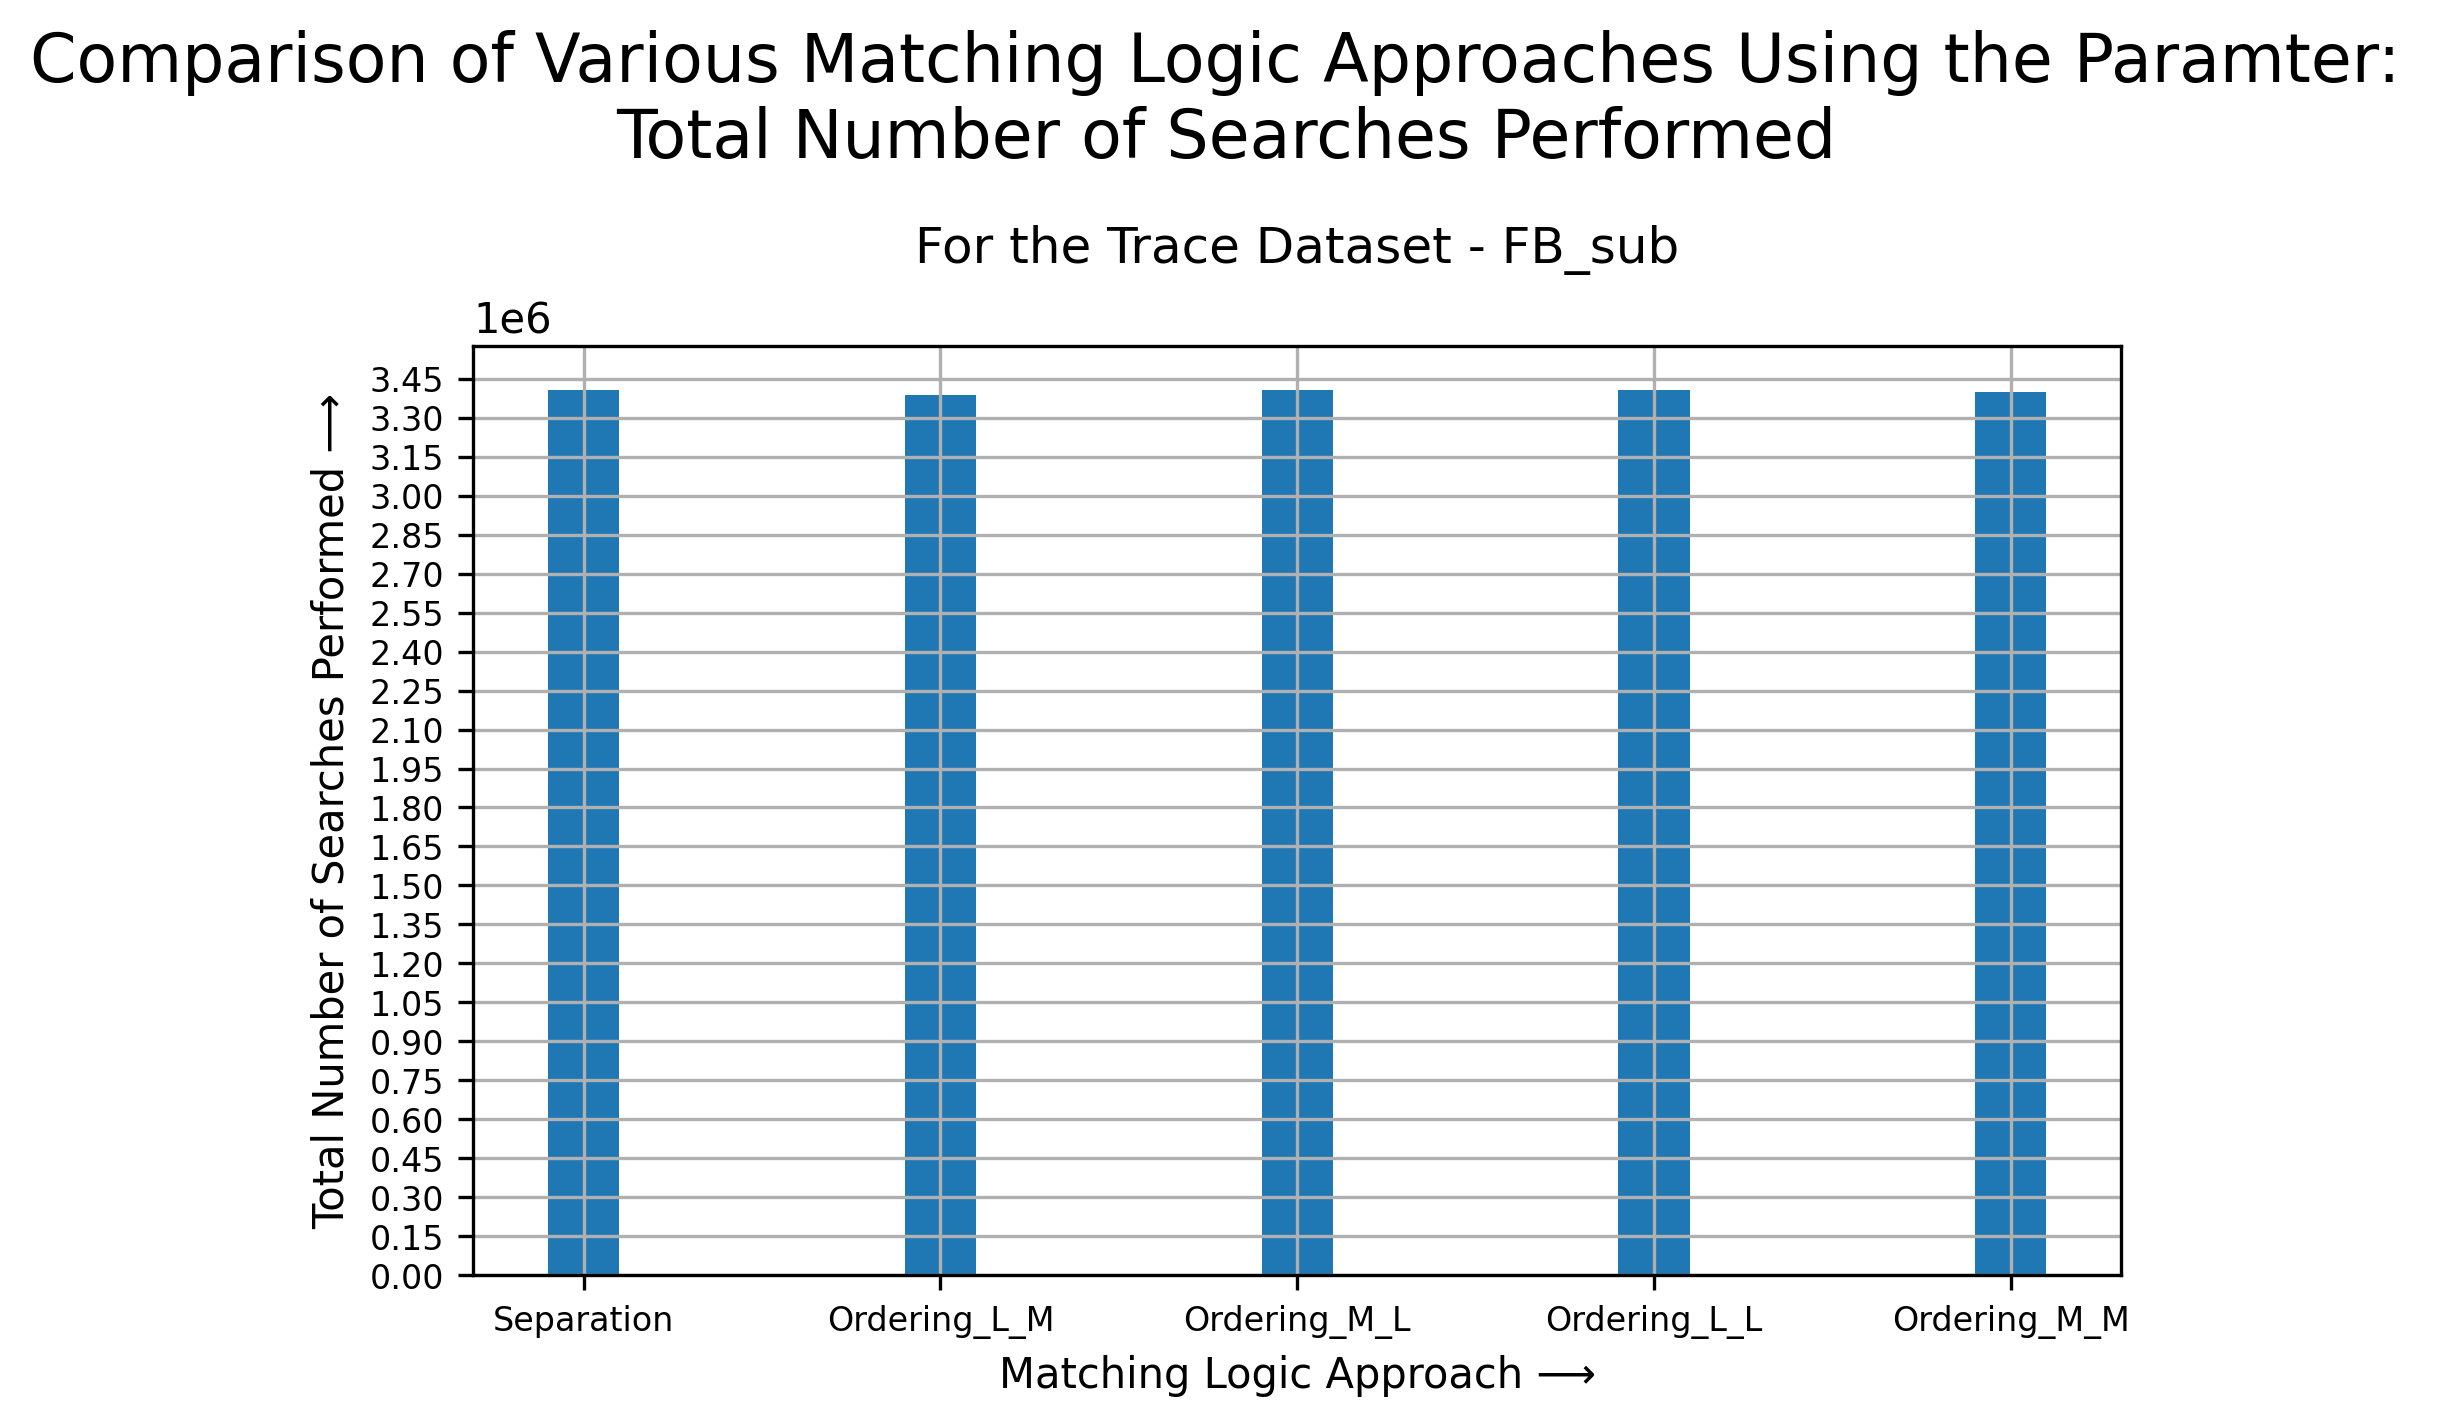 Comparison of Various Matching Logic Approaches Using the Paramter:
Total Number of Searches Performed
For the Trace Dataset - FB_sub
1e6
3.45
3.30
3.15
3.00
2.85
2.70
2.55
2.40
2.25
2.10
1.95
1.80
1.65
1.50
1.35
1.20
1.05
0.90
0.75
0.60
0.45
0.30
0.15
0.00
Total Number of Searches Performed ⟶
Separation
Ordering_L_M
Ordering_M_L
Ordering_L_L
Ordering_M_M
Matching Logic Approach ⟶